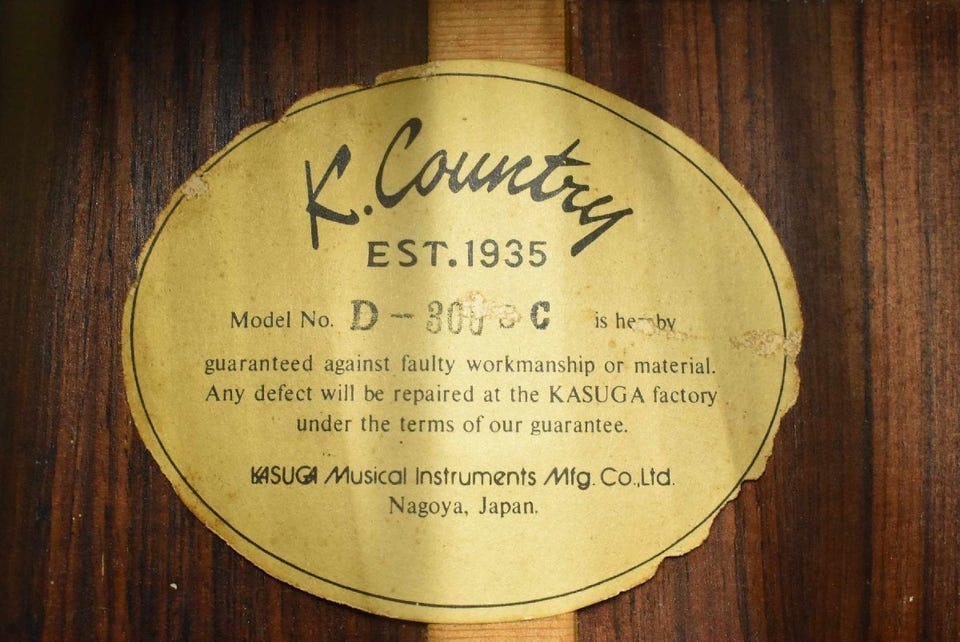 K. Country
EST. 1935
Model No. D - 300 C is hereby
guaranteed against faulty workmanship or material.
Any defect will be repaired at the KASUGA factory
under the terms of our guarantee.
KASUGA Musical Instruments Mfg. Co.,Ltd.
Nagoya, Japan.